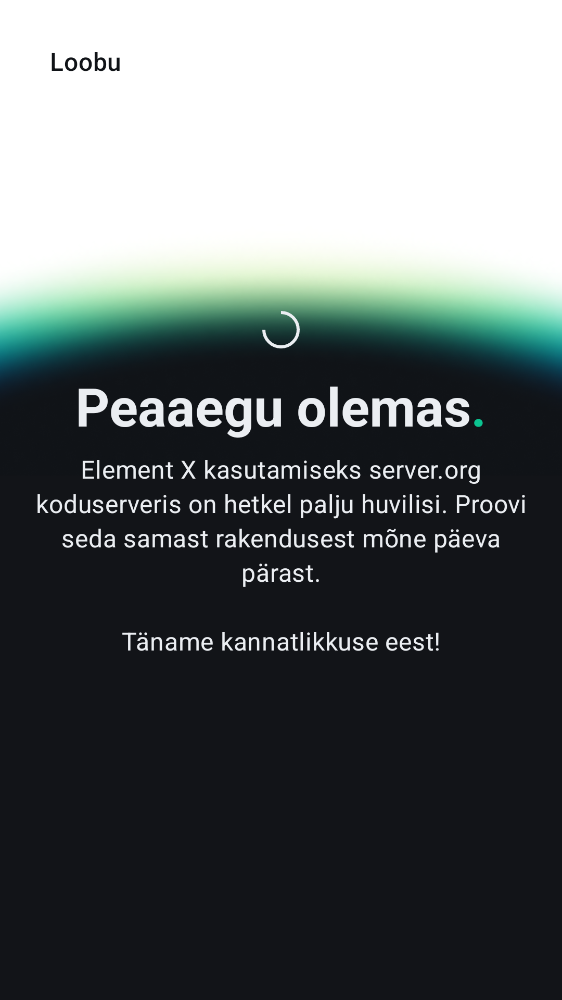 Loobu
Peaaegu olemas.
Element X kasutamiseks server.org
koduserveris on hetkel palju huvilisi. Proovi
seda samast rakendusest mõne päeva
pärast.
Täname kannatlikkuse eest!